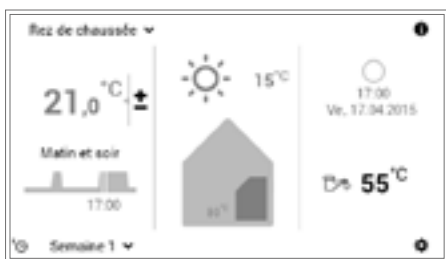 Rez de chaussée
21,0 °C ±
15 °C
17:00
Ve, 17.04.2015
Matin et soir
17:00
55 °C
Semaine 1